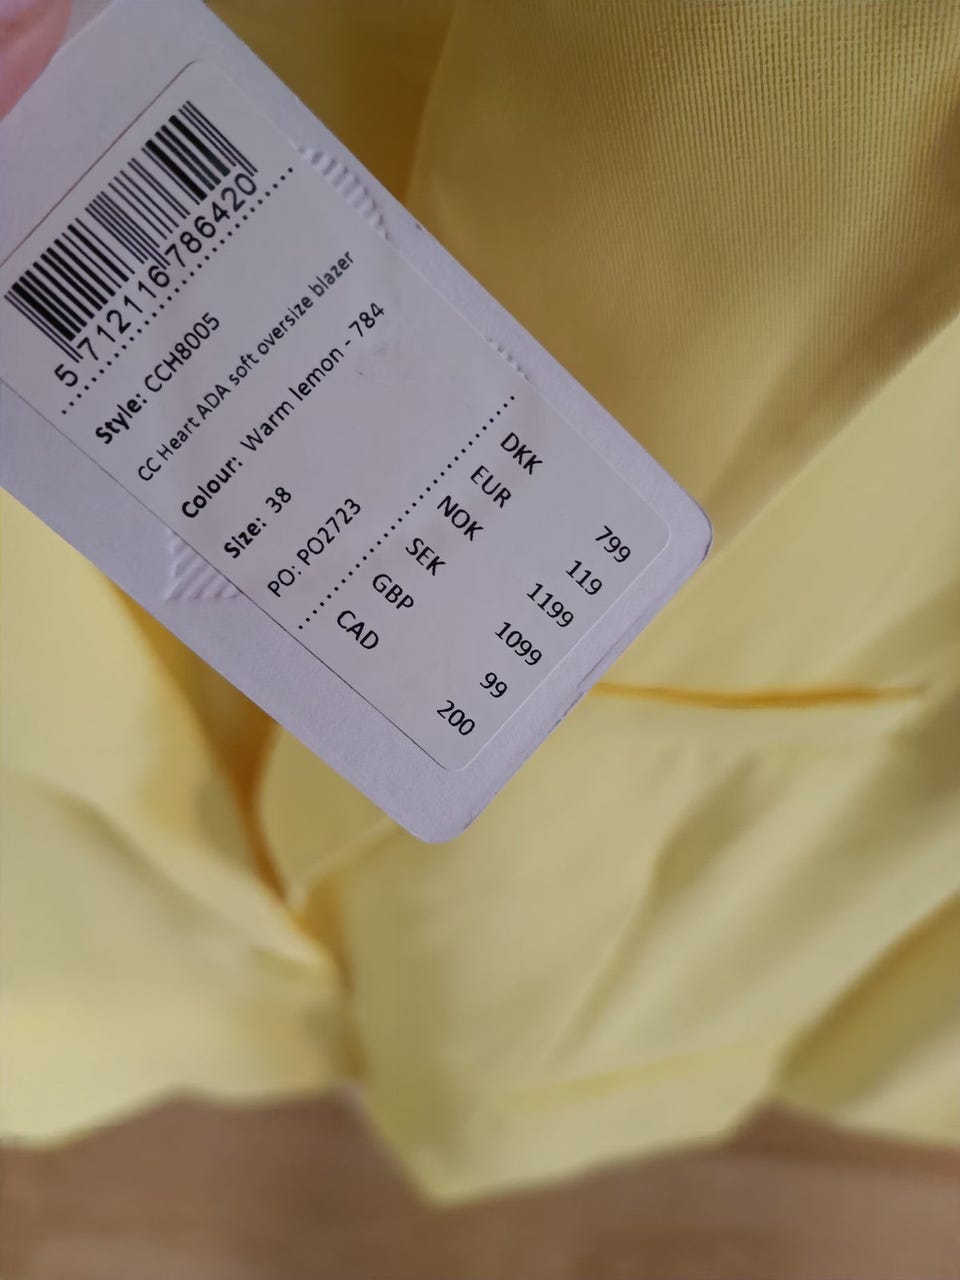 5 712116 786420
Style: CCH8005
CC Heart ADA soft oversize blazer
Colour: Warm lemon - 784
Size: 38
PO: PO2723
DKK 799
EUR 119
NOK 1199
SEK 1099
GBP 99
CAD 200